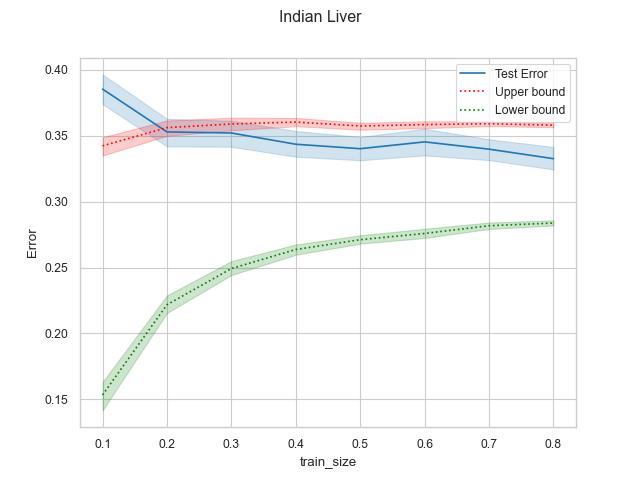 Indian Liver
Test Error
Upper bound
Lower bound
Error
0.40
0.35
0.30
0.25
0.20
0.15
0.1 0.2 0.3 0.4 0.5 0.6 0.7 0.8
train_size